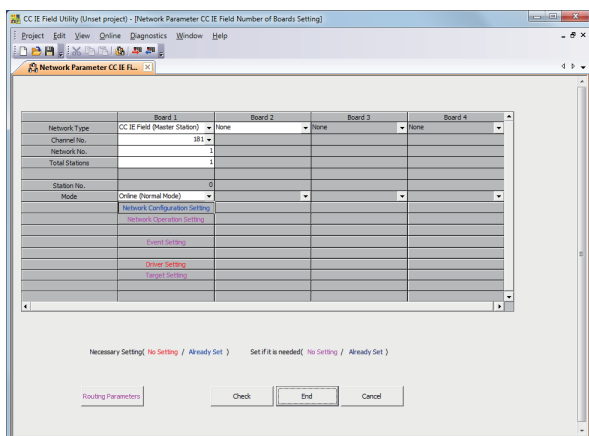 CC IE Field Utility (Unset project) - [Network Parameter CC IE Field Number of Boards Setting]
Project Edit View Online Diagnostics Window Help
Network Parameter CC IE Fi...
Board 1 Board 2 Board 3 Board 4
Network Type CC IE Field (Master Station) None None None
Channel No. 181
Network No. 1
Total Stations 1
Station No. 0
Mode Online (Normal Mode)
Network Configuration Setting
Network Operation Setting
Event Setting
Driver Setting
Target Setting
Necessary Setting( No Setting / Already Set ) Set if it is needed( No Setting / Already Set )
Routing Parameters Check End Cancel